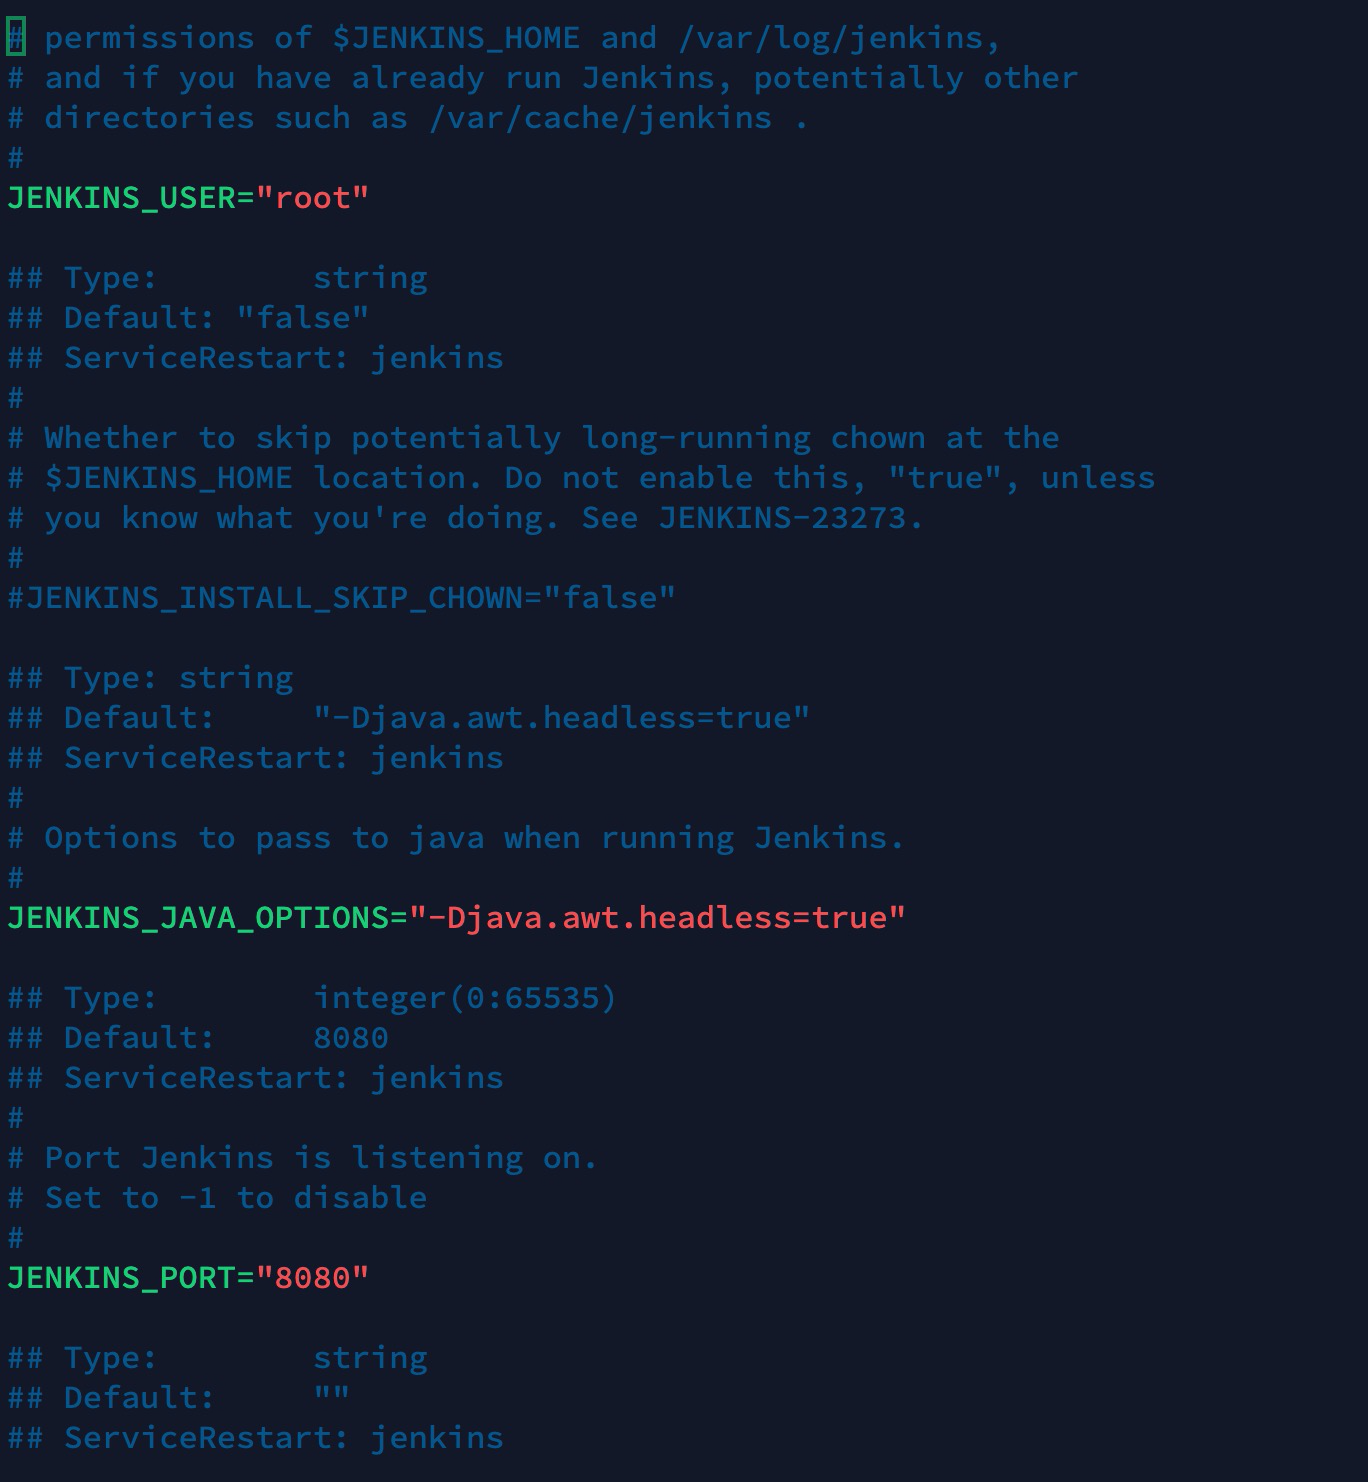 # permissions of $JENKINS_HOME and /var/log/jenkins,
# and if you have already run Jenkins, potentially other
# directories such as /var/cache/jenkins .
#
JENKINS_USER="root"
## Type:        string
## Default: "false"
## ServiceRestart: jenkins
#
# Whether to skip potentially long-running chown at the
# $JENKINS_HOME location. Do not enable this, "true", unless
# you know what you're doing. See JENKINS-23273.
#
#JENKINS_INSTALL_SKIP_CHOWN="false"
## Type: string
## Default:     "-Djava.awt.headless=true"
## ServiceRestart: jenkins
#
# Options to pass to java when running Jenkins.
#
JENKINS_JAVA_OPTIONS="-Djava.awt.headless=true"
## Type:        integer(0:65535)
## Default:     8080
## ServiceRestart: jenkins
#
# Port Jenkins is listening on.
# Set to -1 to disable
#
JENKINS_PORT="8080"
## Type:        string
## Default:     ""
## ServiceRestart: jenkins